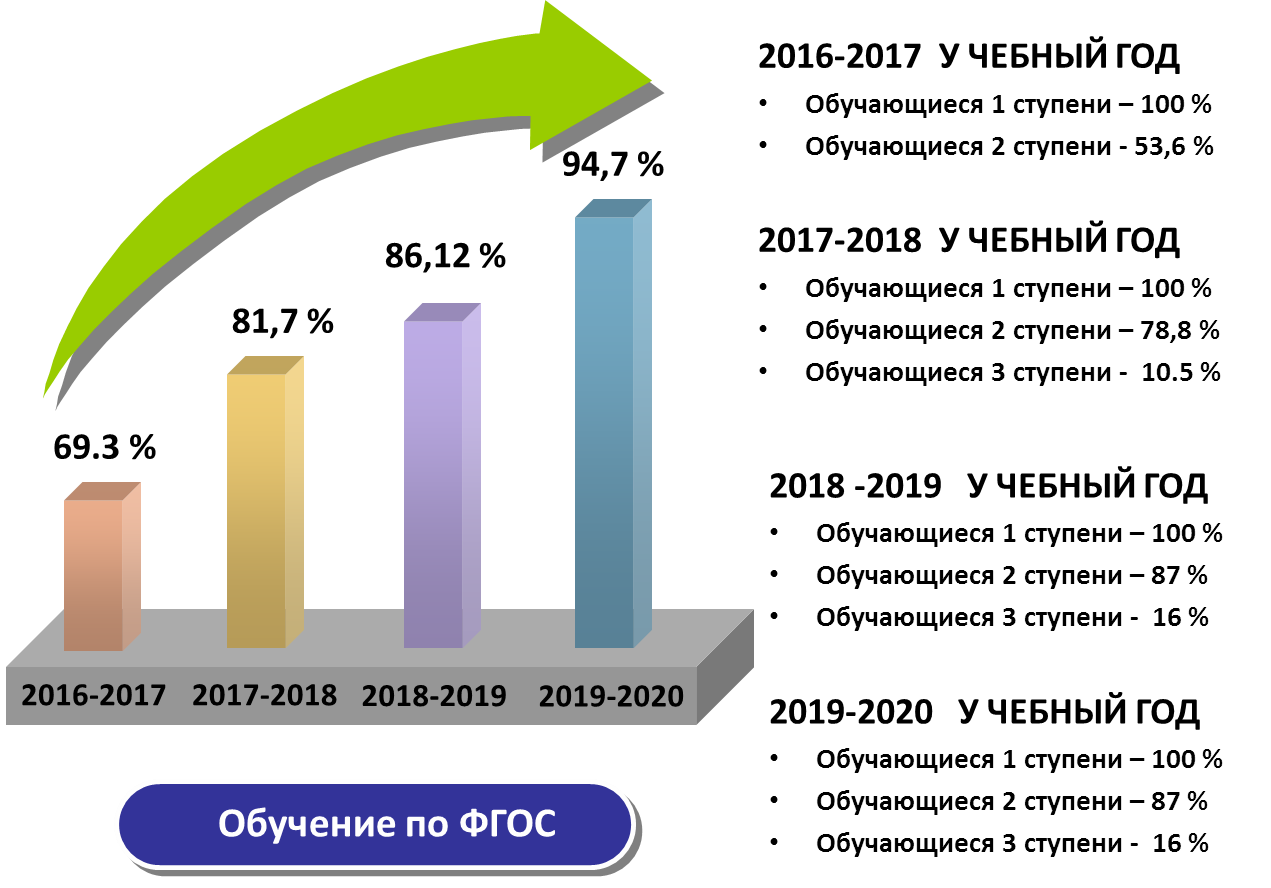 94,7 %
86,12 %
81,7 %
69.3 %
2016-2017
2017-2018
2018-2019
2019-2020
Обучение по ФГОС
2016-2017 У ЧЕБНЫЙ ГОД
• Обучающиеся 1 ступени – 100 %
• Обучающиеся 2 ступени - 53,6 %
2017-2018 У ЧЕБНЫЙ ГОД
• Обучающиеся 1 ступени – 100 %
• Обучающиеся 2 ступени – 78,8 %
• Обучающиеся 3 ступени - 10.5 %
2018 -2019 У ЧЕБНЫЙ ГОД
• Обучающиеся 1 ступени – 100 %
• Обучающиеся 2 ступени – 87 %
• Обучающиеся 3 ступени - 16 %
2019-2020 У ЧЕБНЫЙ ГОД
• Обучающиеся 1 ступени – 100 %
• Обучающиеся 2 ступени – 87 %
• Обучающиеся 3 ступени - 16 %